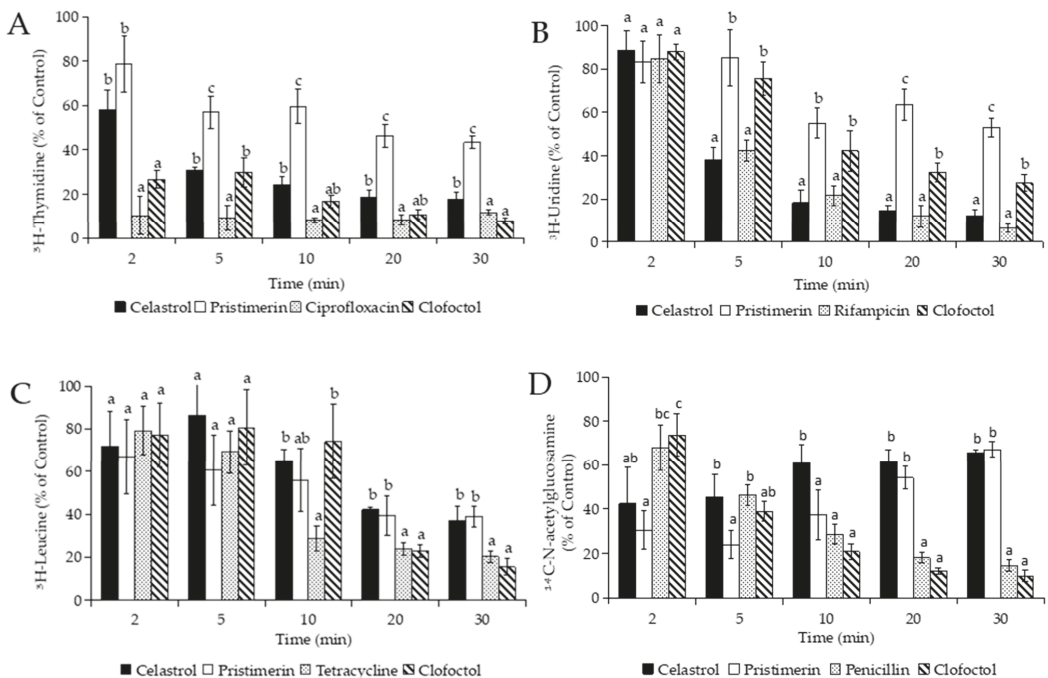 A
³H-Thymidine (% of Control)
100
80
60
40
20
0
b b a a b c a b b c a ab b c a ab b c a a
2 5 10 20 30
Time (min)
Celastrol Pristimerin Ciprofloxacin Clofoctol
B
³H-Uridine (% of Control)
100
80
60
40
20
0
a a a a a b a b a b a b a c a b a c a b
2 5 10 20 30
Time (min)
Celastrol Pristimerin Rifampicin Clofoctol
C
³H-Leucine (% of Control)
100
80
60
40
20
0
a a a a a a a a b ab a b b b a a b b a a
2 5 10 20 30
Time (min)
Celastrol Pristimerin Tetracycline Clofoctol
D
¹⁴C-N-acetylglucosamine
(% of Control)
100
80
60
40
20
0
ab a bc c b a b ab b a a a b b a a b b a a
2 5 10 20 30
Time (min)
Celastrol Pristimerin Penicillin Clofoctol